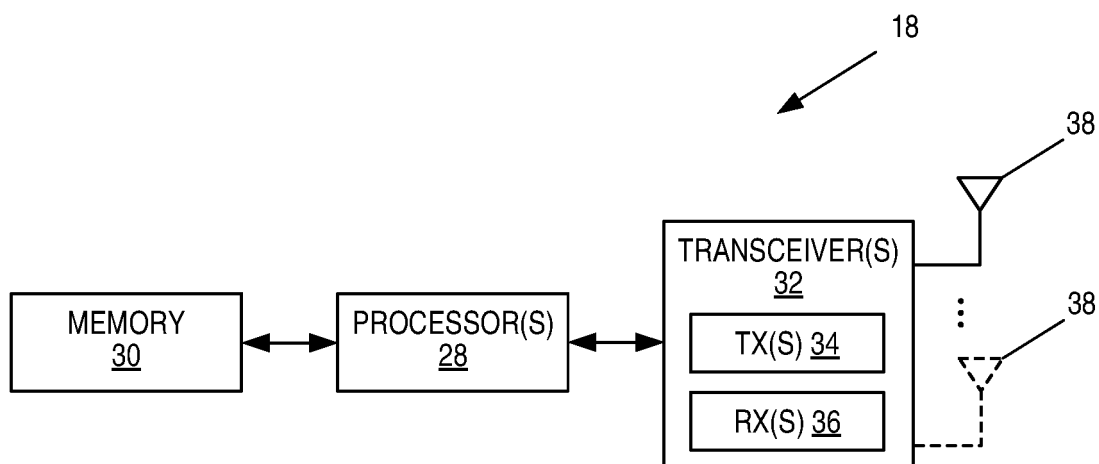 18
38
TRANSCEIVER(S)
32
MEMORY
30
PROCESSOR(S)
28
TX(S) 34
38
RX(S) 36